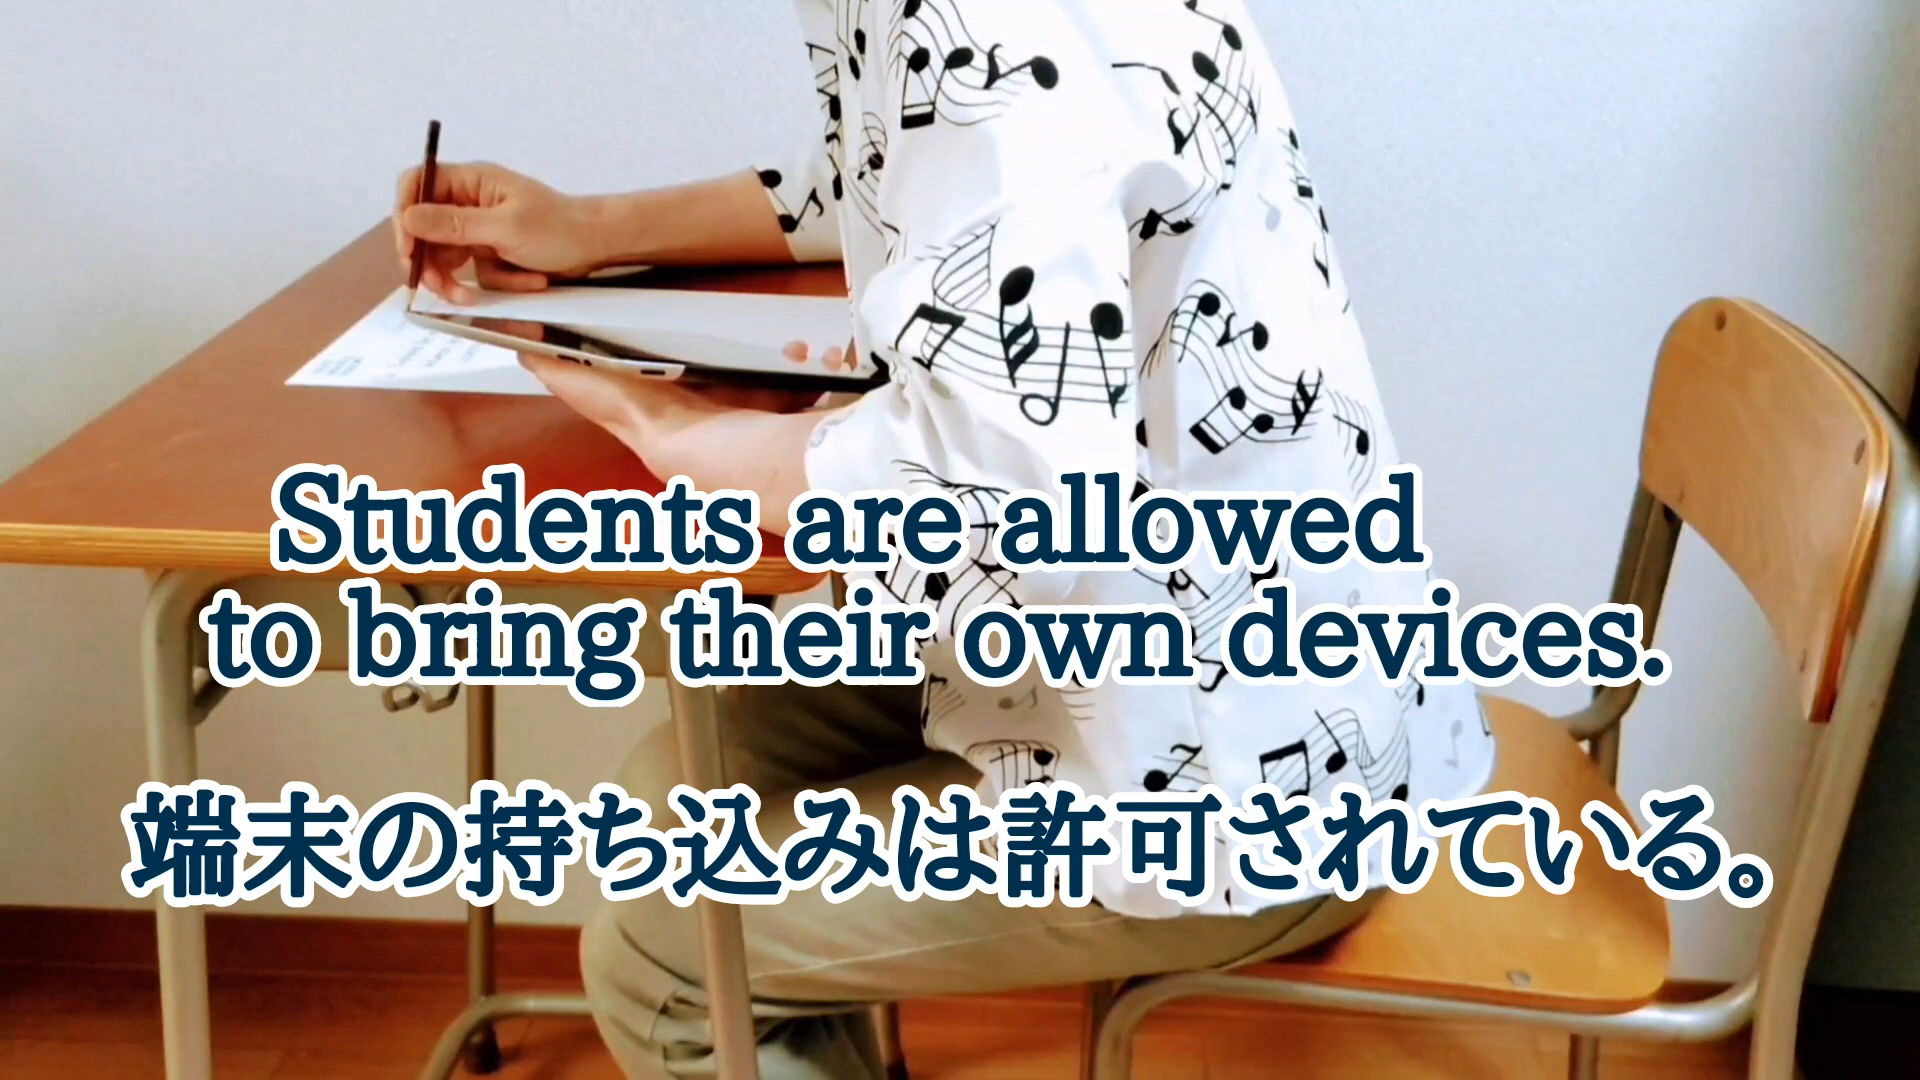 Students are allowed
to bring their own devices.
端末の持ち込みは許可されている。